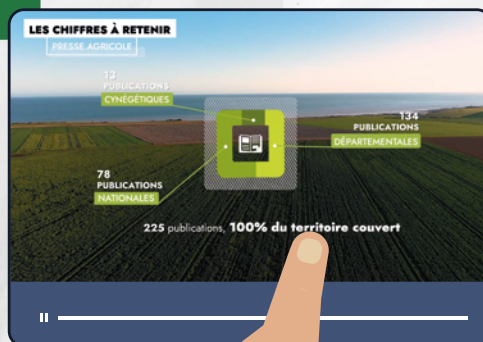 LES CHIFFRES À RETENIR
PRESSE AGRICOLE
13
PUBLICATIONS
CYNÉGÉTIQUES
134
PUBLICATIONS
DÉPARTEMENTALES
78
PUBLICATIONS
NATIONALES
225 publications, 100% du territoire couvert